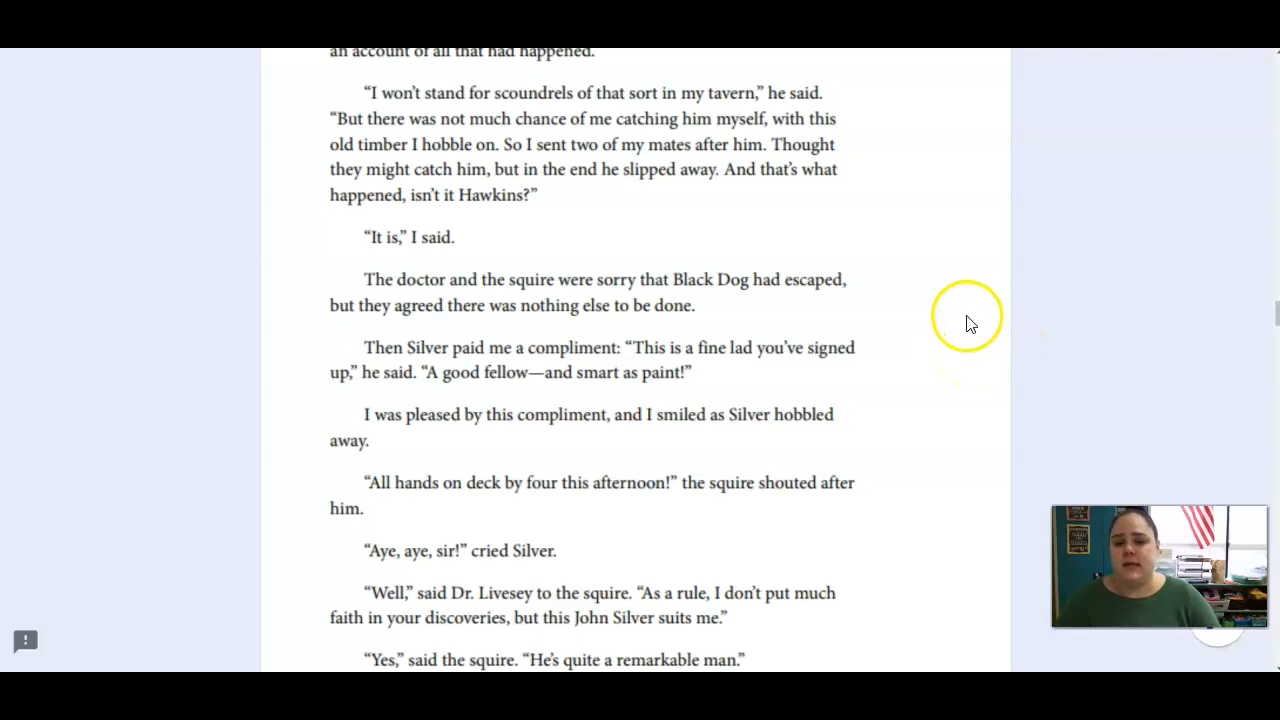 an account of all that had happened.
“I won’t stand for scoundrels of that sort in my tavern,” he said.
“But there was not much chance of me catching him myself, with this
old timber I hobble on. So I sent two of my mates after him. Thought
they might catch him, but in the end he slipped away. And that’s what
happened, isn’t it Hawkins?”
“It is,” I said.
The doctor and the squire were sorry that Black Dog had escaped,
but they agreed there was nothing else to be done.
Then Silver paid me a compliment: “This is a fine lad you’ve signed
up,” he said. “A good fellow—and smart as paint!”
I was pleased by this compliment, and I smiled as Silver hobbled
away.
“All hands on deck by four this afternoon!” the squire shouted after
him.
“Aye, aye, sir!” cried Silver.
“Well,” said Dr. Livesey to the squire. “As a rule, I don’t put much
faith in your discoveries, but this John Silver suits me.”
“Yes,” said the squire. “He’s quite a remarkable man.”